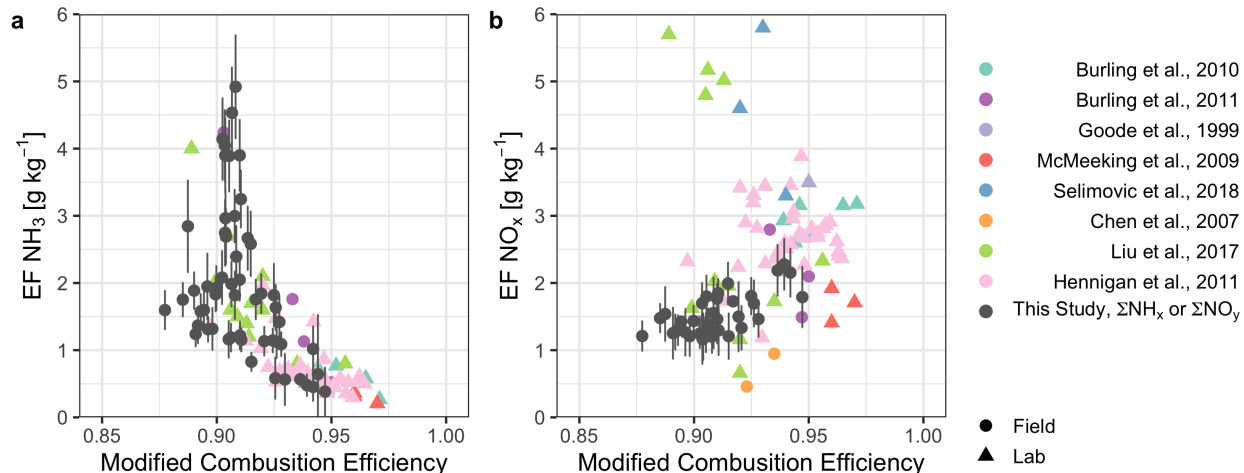 a
b
6
5
4
3
2
1
0
EF NH₃ [g kg⁻¹]
0.85 0.90 0.95 1.00
Modified Combusition Efficiency
6
5
4
3
2
1
0
EF NOₓ [g kg⁻¹]
0.85 0.90 0.95 1.00
Modified Combusition Efficiency
Burling et al., 2010
Burling et al., 2011
Goode et al., 1999
McMeeking et al., 2009
Selimovic et al., 2018
Chen et al., 2007
Liu et al., 2017
Hennigan et al., 2011
This Study, ΣNHₓ or ΣNOᵧ
Field
Lab